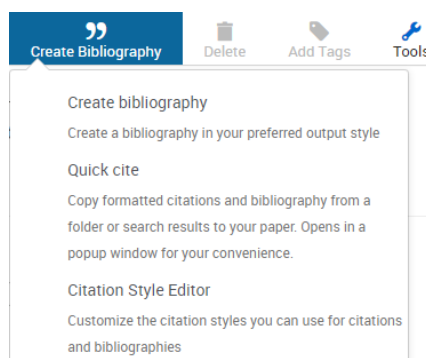 Create Bibliography
Delete
Add Tags
Tools
Create bibliography
Create a bibliography in your preferred output style
Quick cite
Copy formatted citations and bibliography from a
folder or search results to your paper. Opens in a
popup window for your convenience.
Citation Style Editor
Customize the citation styles you can use for citations
and bibliographies